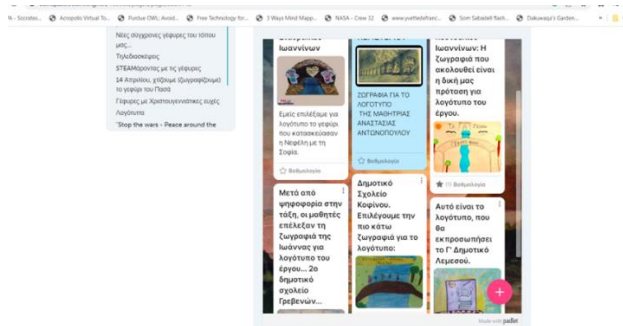 Socrates...
Acropolis Virtual To...
Purdue OWL: Avoid...
Free Technology for...
3 Ways Mind Mapp...
NASA - Crew 32
www.yvettedefranc...
Som Sabadell flash...
Dakuwaqa's Garden...
Νέες σύγχρονες γέφυρες του τόπου
μας...
Τηλεδιασκέψεις
STEAMάροντας με τις γέφυρες
14 Απριλίου, χτίζουμε (ζωγραφίζουμε)
το γεφύρι του Πασά
Γέφυρες με Χριστουγεννιάτικες ευχές
Λογότυπα
"Stop the wars - Peace around the
Ιωαννίνων
Εμείς επιλέξαμε για
λογότυπο το γεφύρι
που κατασκεύασαν
η Νεφέλη με τη
Σοφία.
Βαθμολογία
Μετά από
ψηφοφορία στην
τάξη, οι μαθητές
επέλεξαν τη
ζωγραφιά της
Ιωάννας για
λογότυπο του
έργου... 2ο
δημοτικό
σχολείο
Γρεβενών...
ΖΩΓΡΑΦΙΑ ΓΙΑ ΤΟ
ΛΟΓΟΤΥΠΟ
ΤΗΣ ΜΑΘΗΤΡΙΑΣ
ΑΝΑΣΤΑΣΙΑΣ
ΑΝΤΩΝΟΠΟΥΛΟΥ
Βαθμολογία
Δημοτικό
Σχολείο
Κοφίνου.
Επιλέγουμε την
πιο κάτω
ζωγραφιά για το
λογότυπο:
Ιωαννίνων: Η
ζωγραφιά που
ακολουθεί είναι
η δική μας
πρόταση για
λογότυπο του
έργου.
(1) Βαθμολογία
Αυτό είναι το
λογότυπο, που
θα
εκπροσωπήσει
το Γ' Δημοτικό
Λεμεσού.
Made with padlet